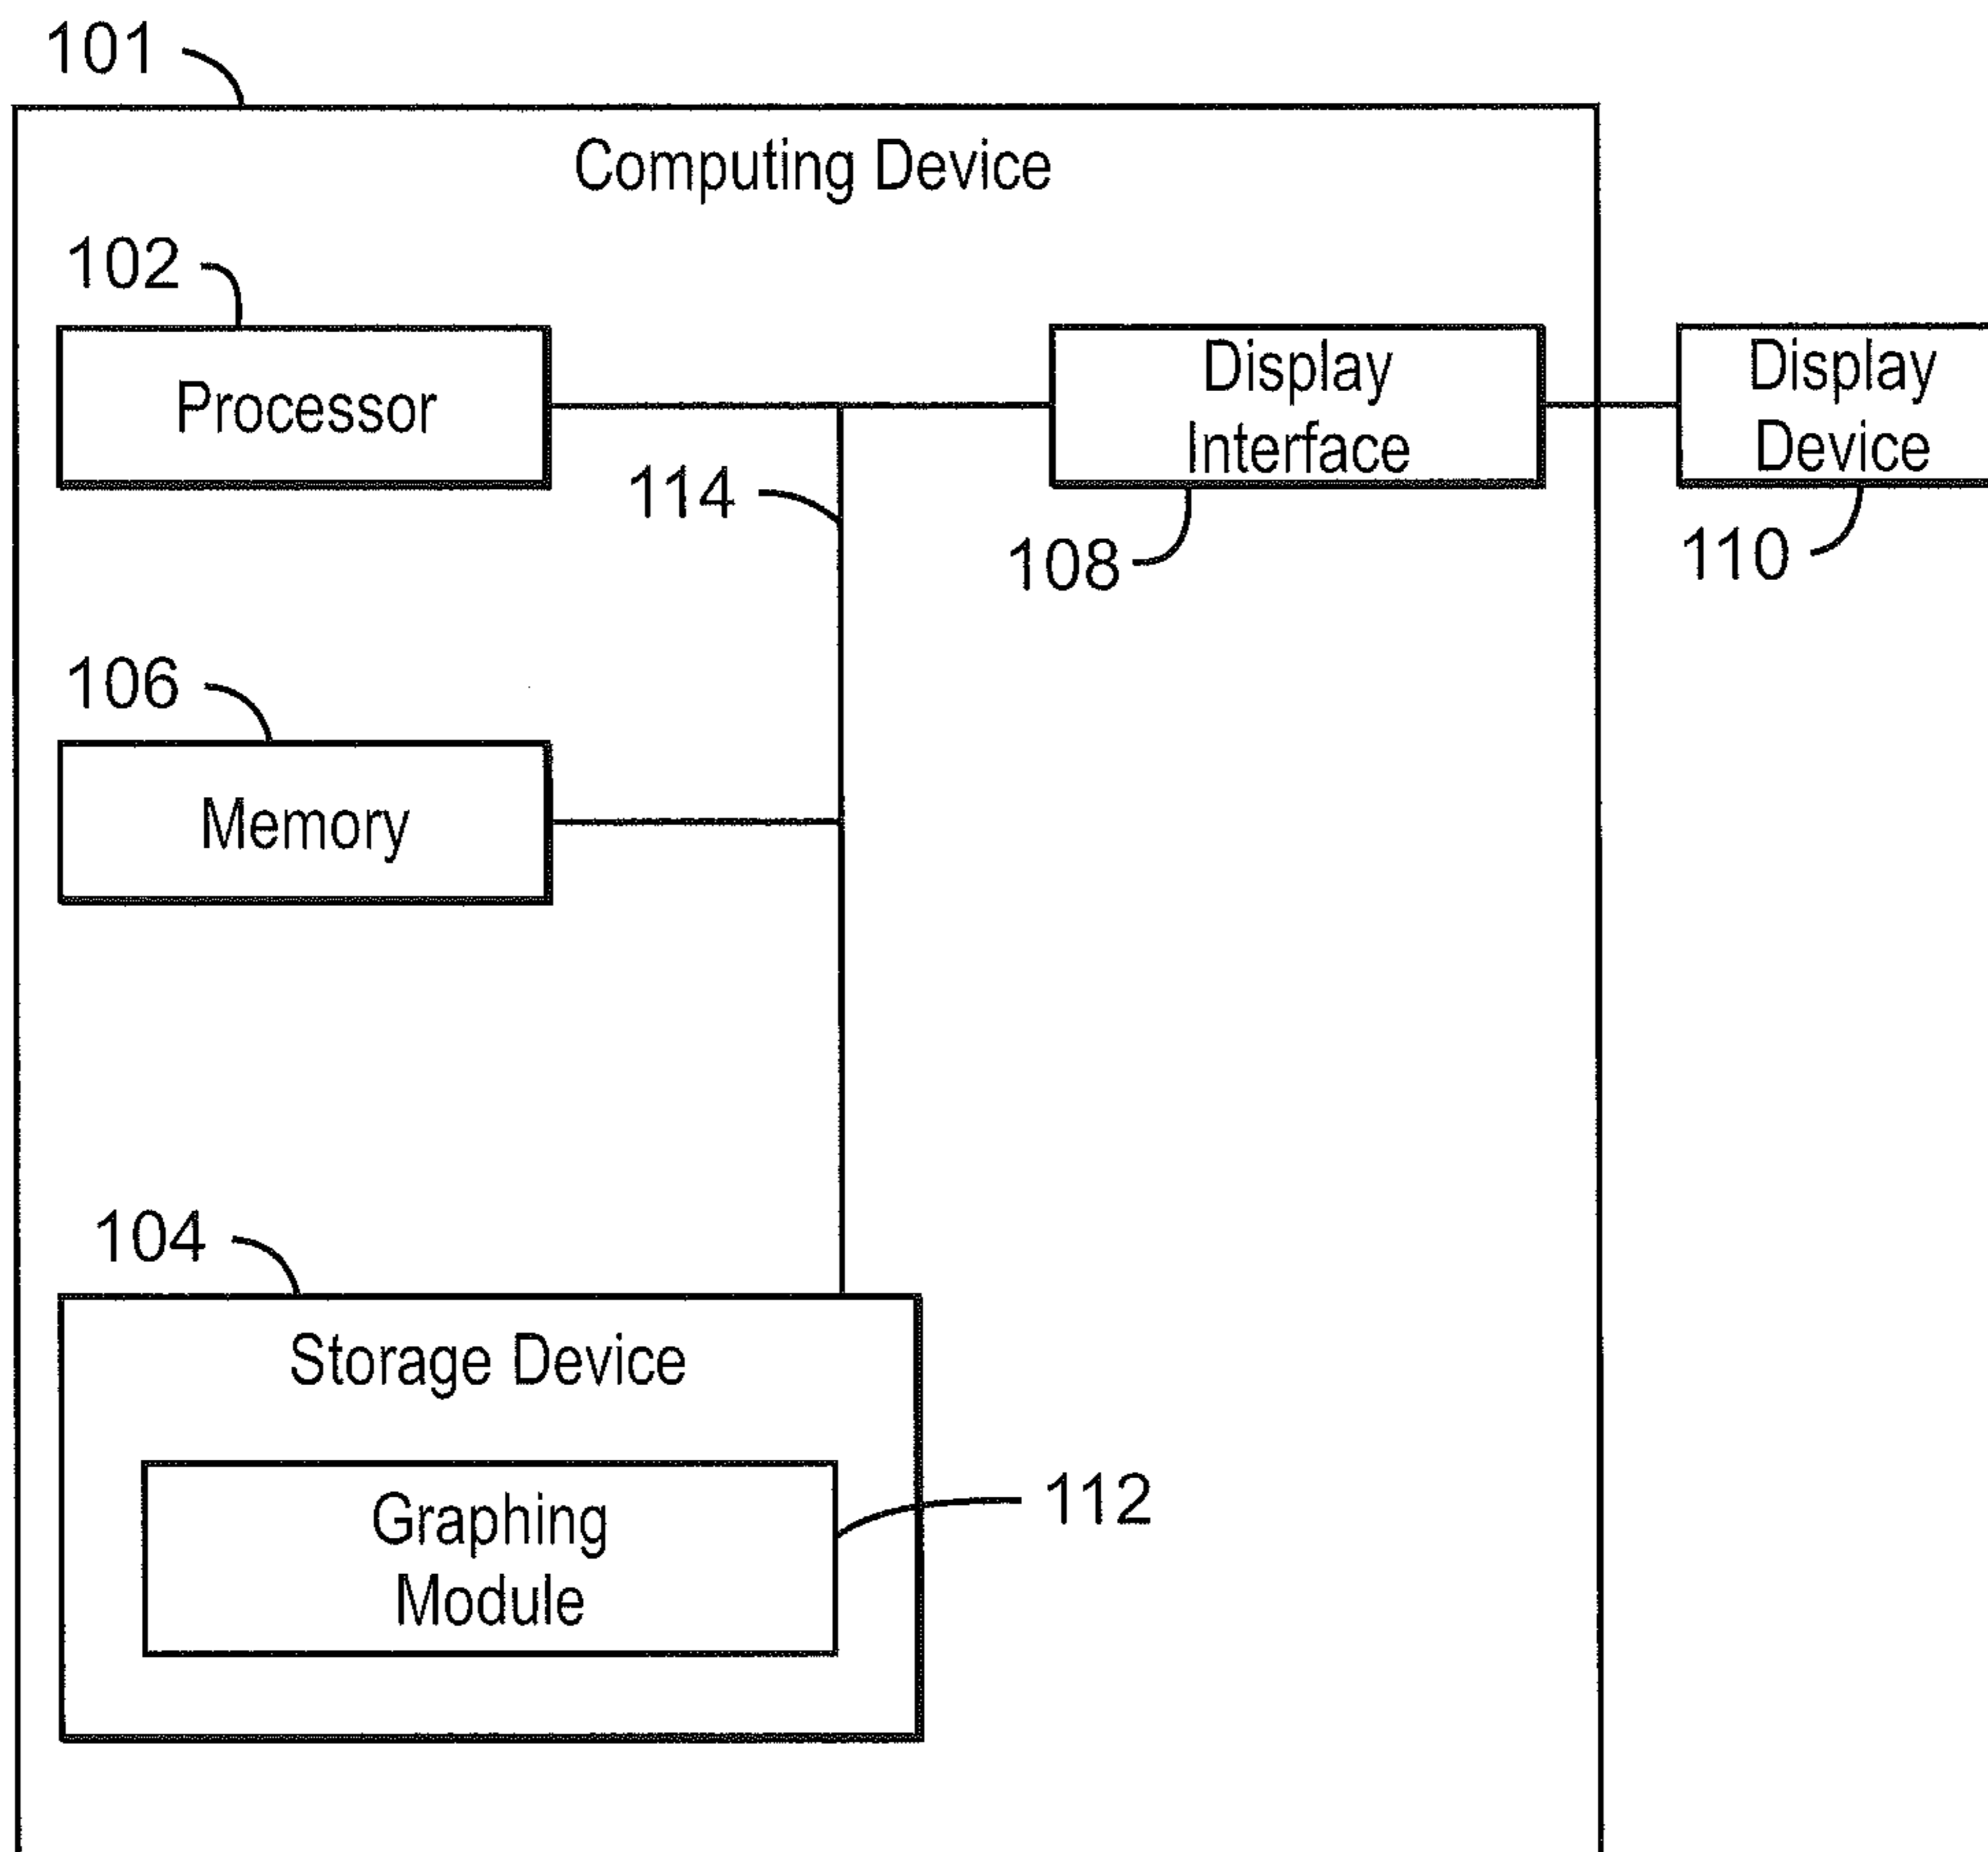 101
Computing Device
102
Processor
Display
Interface
Display
Device
114
108
110
106
Memory
104
Storage Device
Graphing
Module
112